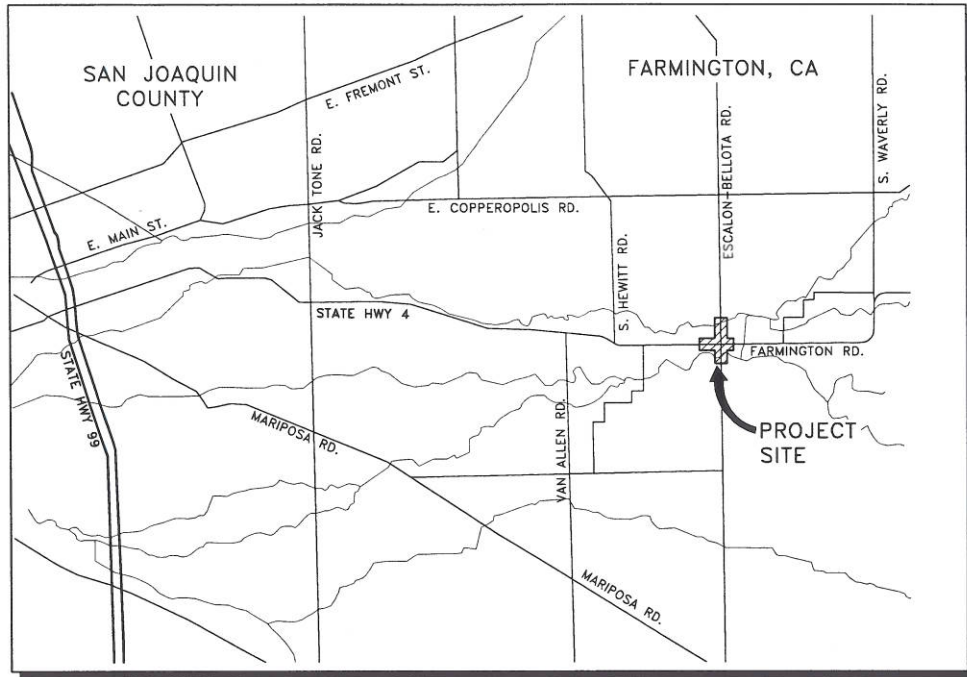 SAN JOAQUIN
COUNTY
FARMINGTON, CA
E. FREMONT ST.
JACK TONE RD.
ESCALON-BELLOTA RD.
S. WAVERLY RD.
E. COPPEROPOLIS RD.
E. MAIN ST.
S. HEWITT RD.
STATE HWY 4
FARMINGTON RD.
STATE HWY 99
MARIPOSA RD.
VAN ALLEN RD.
PROJECT
SITE
MARIPOSA RD.